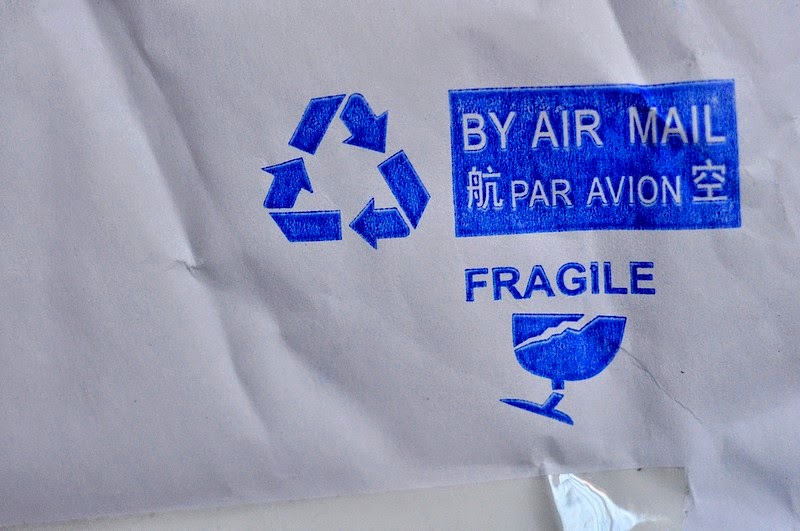 BY AIR MAIL
航 PAR AVION 空
FRAGILE